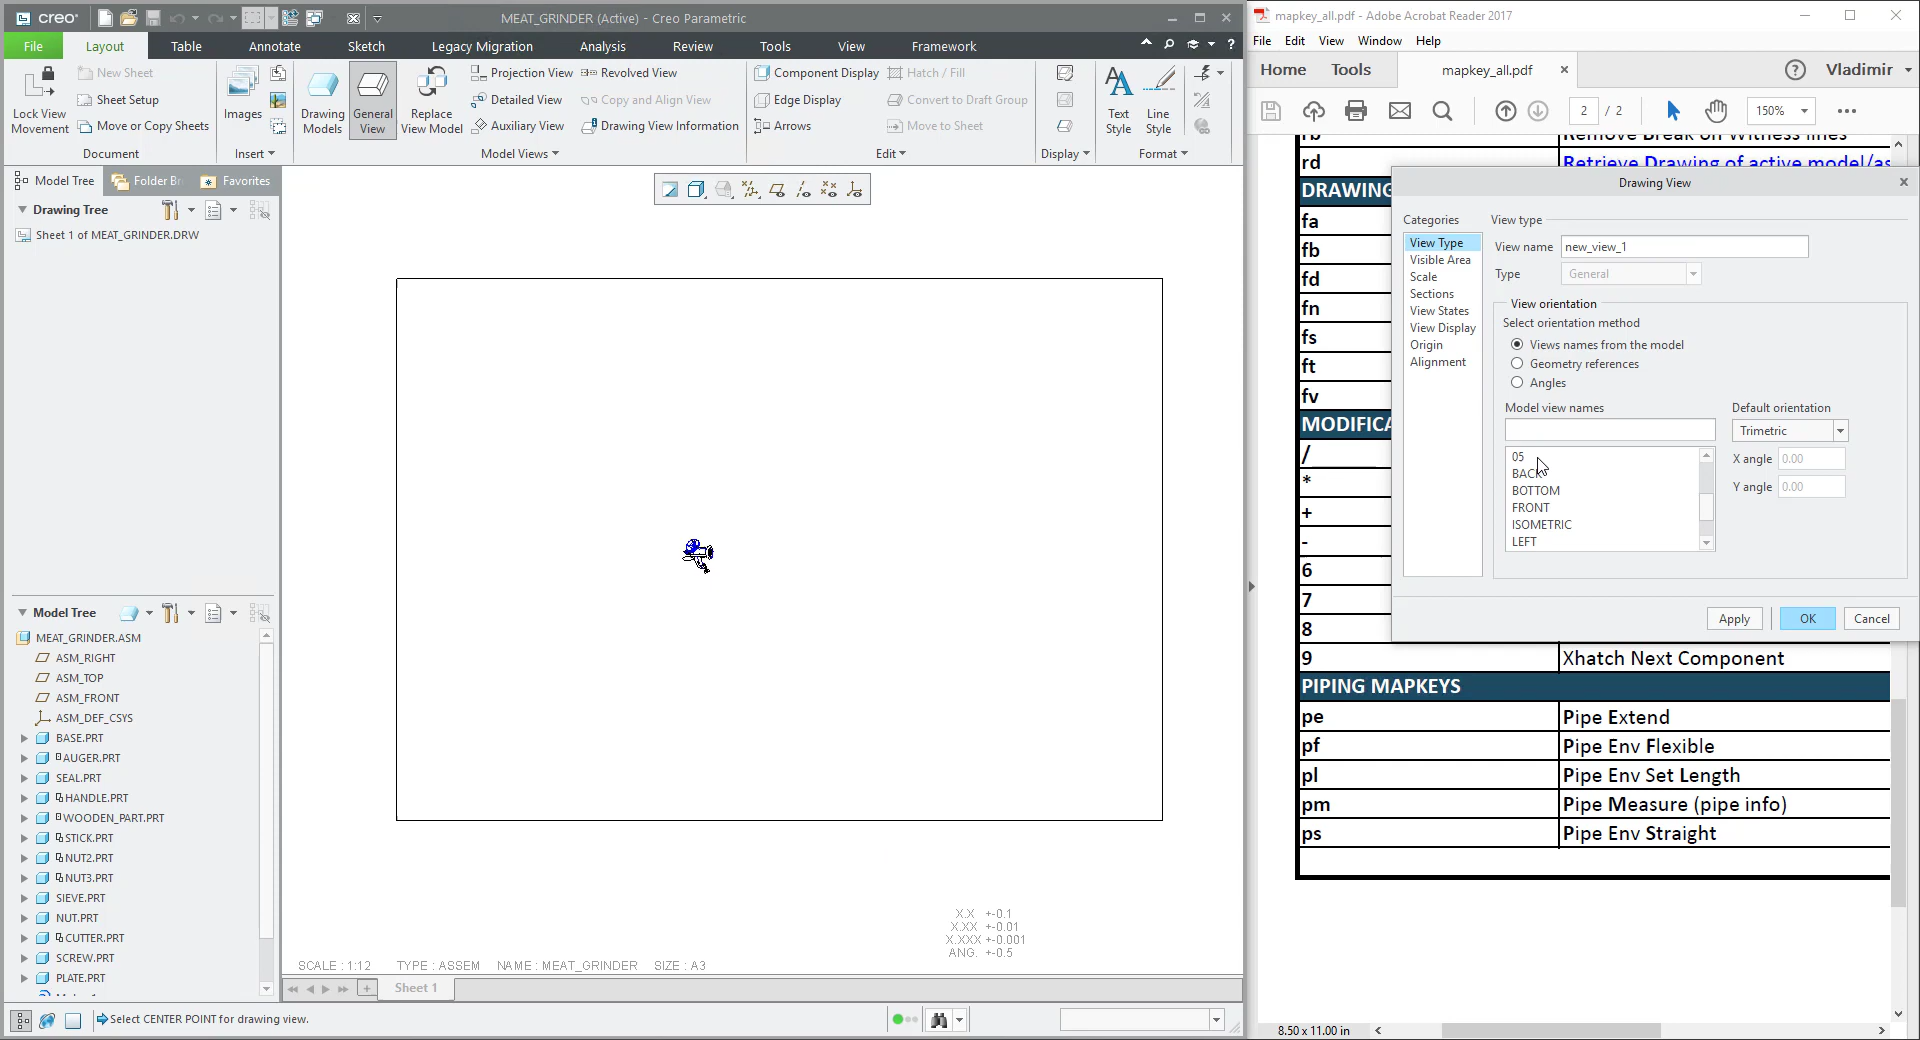 creo
MEAT_GRINDER (Active) - Creo Parametric
File
Layout
Table
Annotate
Sketch
Legacy Migration
Analysis
Review
Tools
View
Framework
Lock View
Movement
New Sheet
Sheet Setup
Move or Copy Sheets
Document
Images
Insert
Drawing
Models
General
View
Replace
View Model
Projection View
Detailed View
Auxiliary View
Revolved View
Copy and Align View
Drawing View Information
Model Views
Component Display
Edge Display
Arrows
Hatch / Fill
Convert to Draft Group
Move to Sheet
Edit
Display
Text
Style
Line
Style
Format
Model Tree
Folder Br
Favorites
Drawing Tree
Sheet 1 of MEAT_GRINDER.DRW
Model Tree
MEAT_GRINDER.ASM
ASM_RIGHT
ASM_TOP
ASM_FRONT
ASM_DEF_CSYS
BASE.PRT
AUGER.PRT
SEAL.PRT
HANDLE.PRT
WOODEN_PART.PRT
STICK.PRT
NUT2.PRT
NUT3.PRT
SIEVE.PRT
NUT.PRT
CUTTER.PRT
SCREW.PRT
PLATE.PRT
X.X +-0.1
X.XX +-0.01
X.XXX +-0.001
ANG. +-0.5
SCALE : 1:12 TYPE : ASSEM NAME : MEAT_GRINDER SIZE : A3
Sheet 1
Select CENTER POINT for drawing view.
mapkey_all.pdf - Adobe Acrobat Reader 2017
File Edit View Window Help
Home Tools mapkey_all.pdf
Vladimir
2 / 2
150%
rb Remove Break on Witness lines
rd Retrieve Drawing of active model/as
DRAWING
fa
fb
fd
fn
fs
ft
fv
MODIFICA
/
*
+
-
6
7
8
9 Xhatch Next Component
PIPING MAPKEYS
pe Pipe Extend
pf Pipe Env Flexible
pl Pipe Env Set Length
pm Pipe Measure (pipe info)
ps Pipe Env Straight
8.50 x 11.00 in
Drawing View
Categories
View Type
Visible Area
Scale
Sections
View States
View Display
Origin
Alignment
View type
View name new_view_1
Type General
View orientation
Select orientation method
Views names from the model
Geometry references
Angles
Model view names
05
BACK
BOTTOM
FRONT
ISOMETRIC
LEFT
Default orientation
Trimetric
X angle 0.00
Y angle 0.00
Apply
OK
Cancel